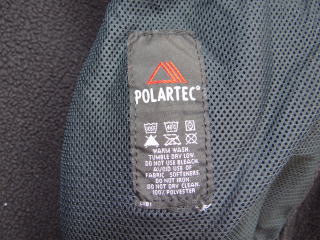 POLARTEC®
WARM WASH.
TUMBLE DRY LOW.
DO NOT USE BLEACH.
AVOID USE OF
FABRIC SOFTENERS
DO NOT IRON.
DO NOT DRY CLEAN.
100% POLYESTER